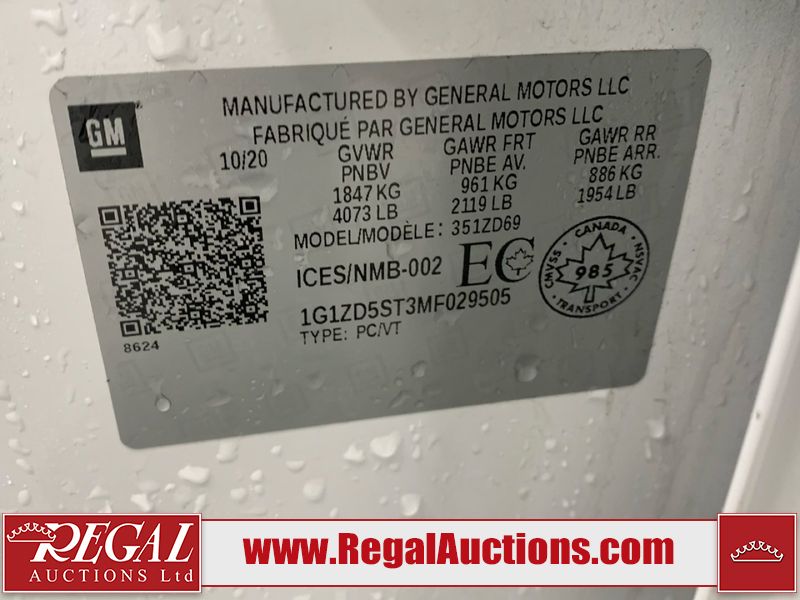 GM
MANUFACTURED BY GENERAL MOTORS LLC
FABRIQUÉ PAR GENERAL MOTORS LLC
10/20
GVWR
PNBV
1847 KG
4073 LB
GAWR FRT
PNBE AV.
961 KG
2119 LB
GAWR RR
PNBE ARR.
886 KG
1954 LB
MODEL/MODÈLE: 351ZD69
ICES/NMB-002
EC
CANADA
CMVSS
NSVAC
985
TRANSPORT
1G1ZD5ST3MF029505
TYPE: PC/VT
8624
REGAL
AUCTIONS Ltd
www.RegalAuctions.com